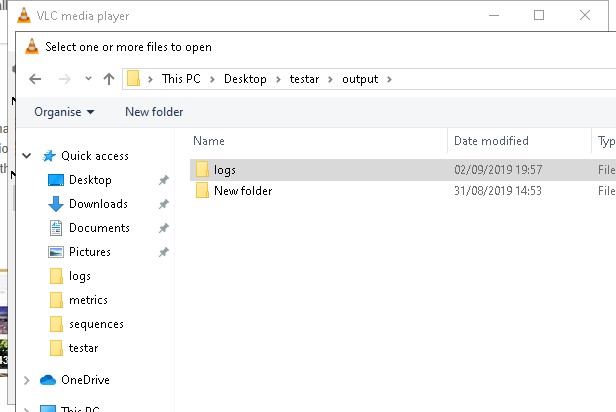 VLC media player
Select one or more files to open
This PC > Desktop > testar > output >
Organise New folder
Name Date modified Typ
Quick access
logs 02/09/2019 19:57 File
New folder 31/08/2019 14:53 File
Desktop
Downloads
Documents
Pictures
logs
metrics
sequences
testar
OneDrive
This PC